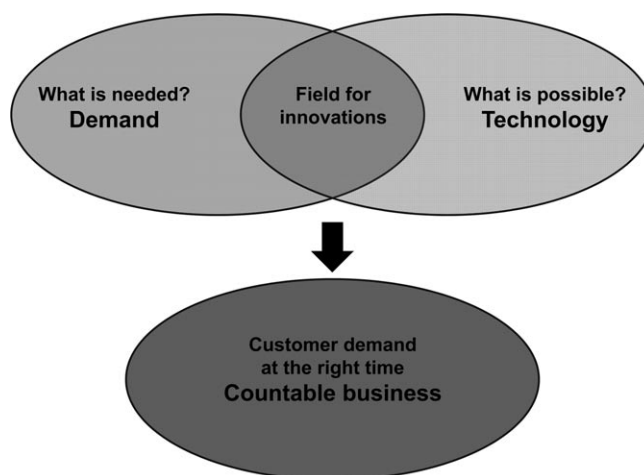 What is needed?
Demand
Field for
innovations
What is possible?
Technology
Customer demand
at the right time
Countable business